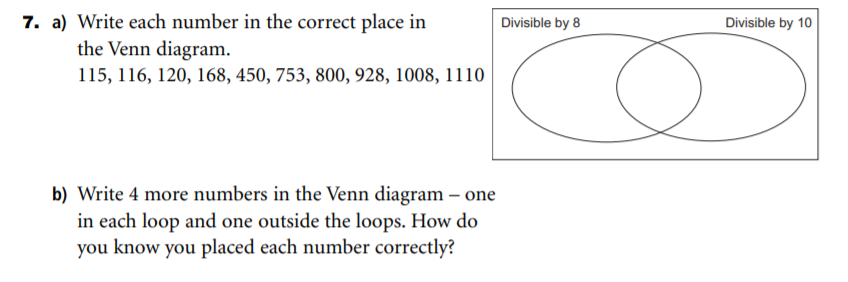 7. a) Write each number in the correct place in
the Venn diagram.
115, 116, 120, 168, 450, 753, 800, 928, 1008, 1110
Divisible by 8
Divisible by 10
b) Write 4 more numbers in the Venn diagram – one
in each loop and one outside the loops. How do
you know you placed each number correctly?